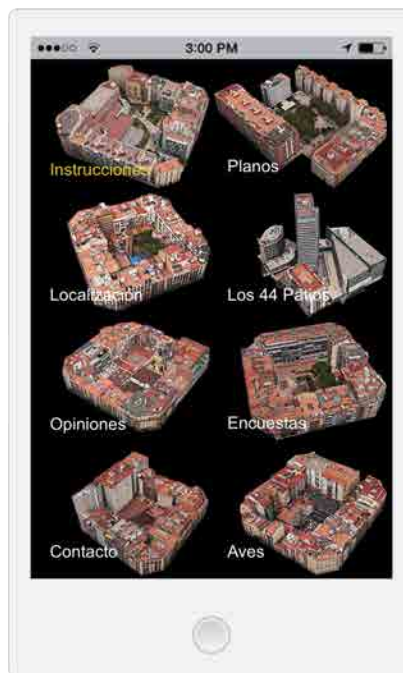 3:00 PM
Instrucciones
Planos
Localización
Los 44 Patios
Opiniones
Encuestas
Contacto
Aves